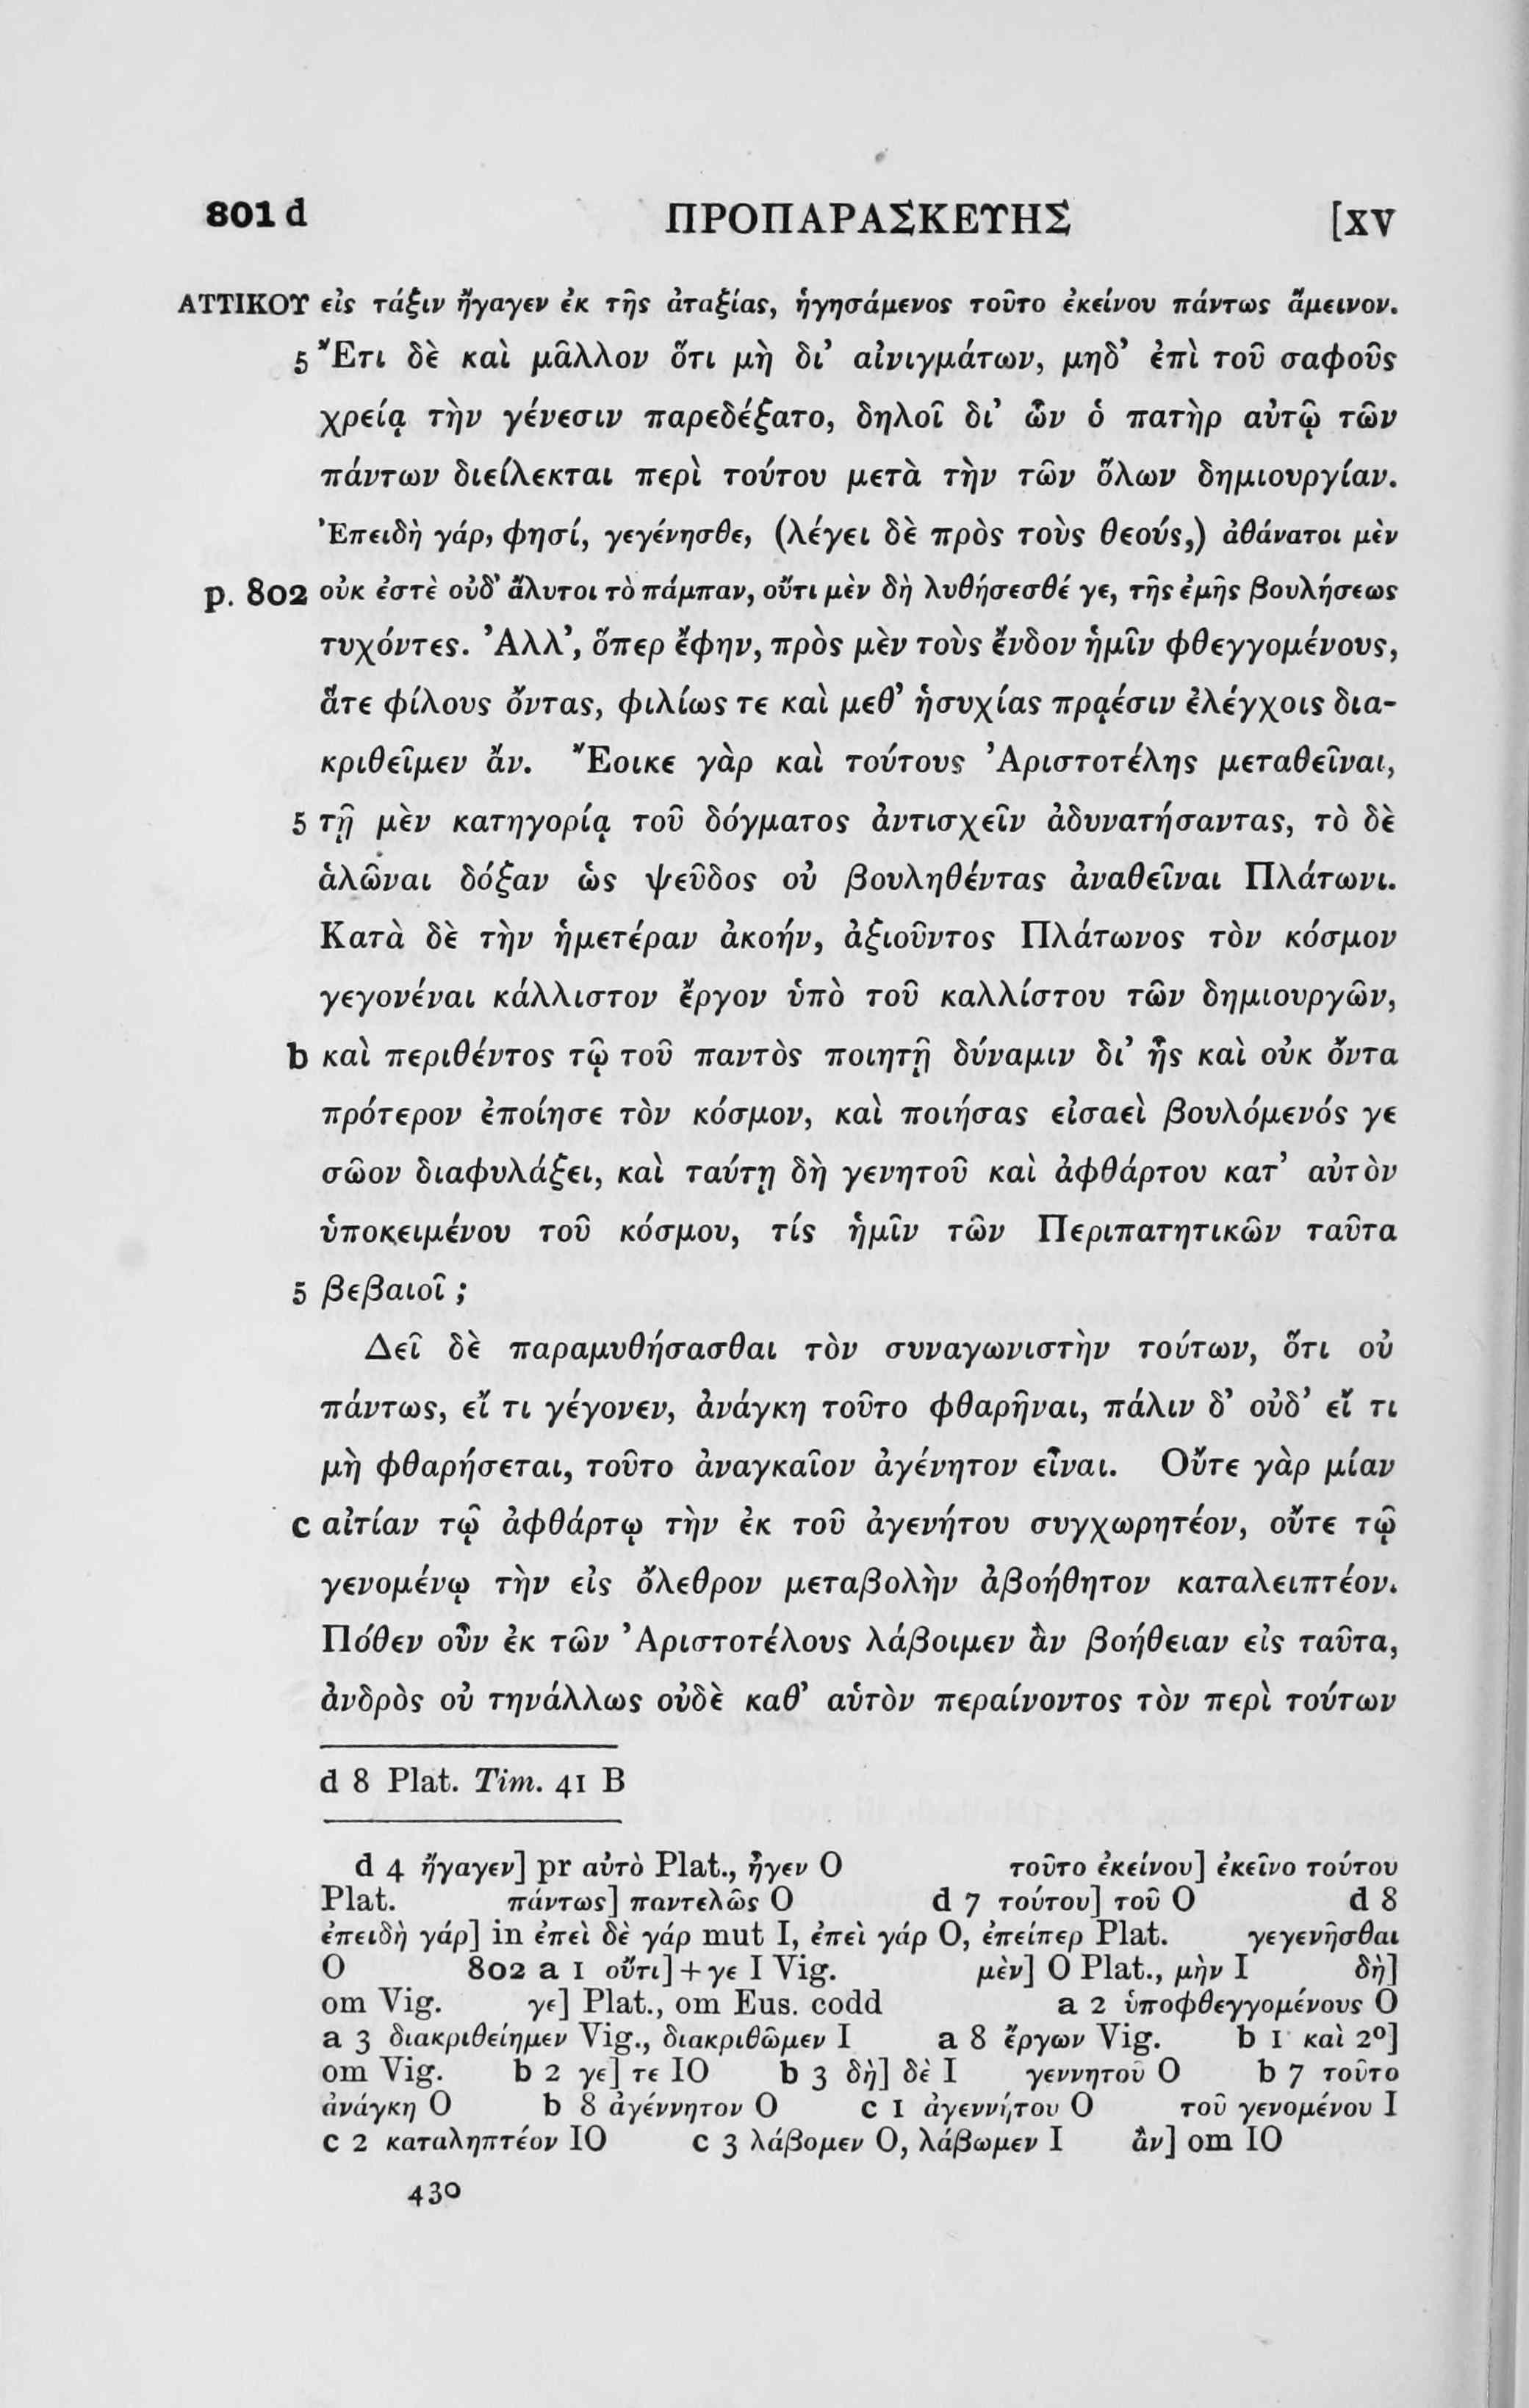 801 d ΠΡΟΠΑΡΑΣΚΕΥΗΣ [XV
ΑΤΤΙΚΟΥ εἰς τάξιν ἤγαγεν ἐκ τῆς ἀταξίας, ἡγησάμενος τοῦτο ἐκείνου πάντως ἄμεινον.
5 Ἔτι δὲ καὶ μᾶλλον ὅτι μὴ δι’ αἰνιγμάτων, μηδ’ ἐπὶ τοῦ σαφοῦς
χρείᾳ τὴν γένεσιν παρεδέξατο, δηλοῖ δι’ ὧν ὁ πατὴρ αὐτῷ τῶν
πάντων διείλεκται περὶ τούτου μετὰ τὴν τῶν ὅλων δημιουργίαν.
Ἐπειδὴ γάρ, φησί, γεγένησθε, (λέγει δὲ πρὸς τοὺς θεούς,) ἀθάνατοι μὲν
p. 802 οὐκ ἐστὲ οὐδ’ ἄλυτοι τὸ πάμπαν, οὔτι μὲν δὴ λυθήσεσθέ γε, τῆς ἐμῆς βουλήσεως
τυχόντες. Ἀλλ’, ὅπερ ἔφην, πρὸς μὲν τοὺς ἔνδον ἡμῖν φθεγγομένους,
ἅτε φίλους ὄντας, φιλίως τε καὶ μεθ’ ἡσυχίας πρᾳέσιν ἐλέγχοις δια-
κριθεῖμεν ἄν. Ἔοικε γὰρ καὶ τούτους Ἀριστοτέλης μεταθεῖναι,
5 τῇ μὲν κατηγορίᾳ τοῦ δόγματος ἀντισχεῖν ἀδυνατήσαντας, τὸ δὲ
ἁλῶναι δόξαν ὡς ψεῦδος οὐ βουληθέντας ἀναθεῖναι Πλάτωνι.
Κατὰ δὲ τὴν ἡμετέραν ἀκοήν, ἀξιοῦντος Πλάτωνος τὸν κόσμον
γεγονέναι κάλλιστον ἔργον ὑπὸ τοῦ καλλίστου τῶν δημιουργῶν,
b καὶ περιθέντος τῷ τοῦ παντὸς ποιητῇ δύναμιν δι’ ἧς καὶ οὐκ ὄντα
πρότερον ἐποίησε τὸν κόσμον, καὶ ποιήσας εἰσαεὶ βουλόμενός γε
σῶον διαφυλάξει, καὶ ταύτῃ δὴ γενητοῦ καὶ ἀφθάρτου κατ’ αὐτὸν
ὑποκειμένου τοῦ κόσμου, τίς ἡμῖν τῶν Περιπατητικῶν ταῦτα
5 βεβαιοῖ ;
Δεῖ δὲ παραμυθήσασθαι τὸν συναγωνιστὴν τούτων, ὅτι οὐ
πάντως, εἴ τι γέγονεν, ἀνάγκη τοῦτο φθαρῆναι, πάλιν δ’ οὐδ’ εἴ τι
μὴ φθαρήσεται, τοῦτο ἀναγκαῖον ἀγένητον εἶναι. Οὔτε γὰρ μίαν
c αἰτίαν τῷ ἀφθάρτῳ τὴν ἐκ τοῦ ἀγενήτου συγχωρητέον, οὔτε τῷ
γενομένῳ τὴν εἰς ὄλεθρον μεταβολὴν ἀβοήθητον καταλειπτέον.
Πόθεν οὖν ἐκ τῶν Ἀριστοτέλους λάβοιμεν ἂν βοήθειαν εἰς ταῦτα,
ἀνδρὸς οὐ τηνάλλως οὐδὲ καθ’ αὑτὸν περαίνοντος τὸν περὶ τούτων
d 8 Plat. Tim. 41 B
d 4 ἤγαγεν] pr αὐτὸ Plat., ἦγεν O τοῦτο ἐκείνου] ἐκεῖνο τούτου
Plat. πάντως] παντελῶς O d 7 τούτου] τοῦ O d 8
ἐπειδὴ γάρ] in ἐπεὶ δὲ γάρ mut I, ἐπεὶ γάρ O, ἐπείπερ Plat. γεγενῆσθαι
O 802 a 1 οὔτι] + γε I Vig. μὲν] O Plat., μὴν I δὴ]
om Vig. γε] Plat., om Eus. codd a 2 ὑποφθεγγομένους O
a 3 διακριθείημεν Vig., διακριθῶμεν I a 8 ἔργων Vig. b 1 καὶ 2º]
om Vig. b 2 γε] τε IO b 3 δὴ] δὲ I γεννητοῦ O b 7 τοῦτο
ἀνάγκη O b 8 ἀγέννητον O c 1 ἀγεννήτου O τοῦ γενομένου I
c 2 καταληπτέον IO c 3 λάβομεν O, λάβωμεν I ἂν] om IO
430